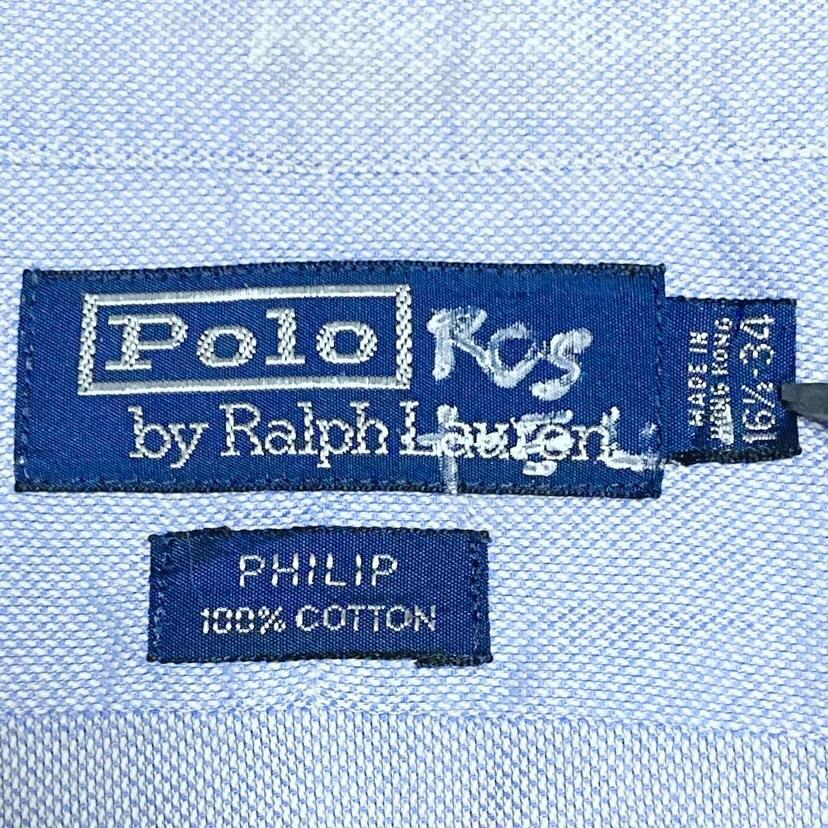 Polo
by Ralph Lauren
MADE IN
HONG KONG
16½-34
PHILIP
100% COTTON